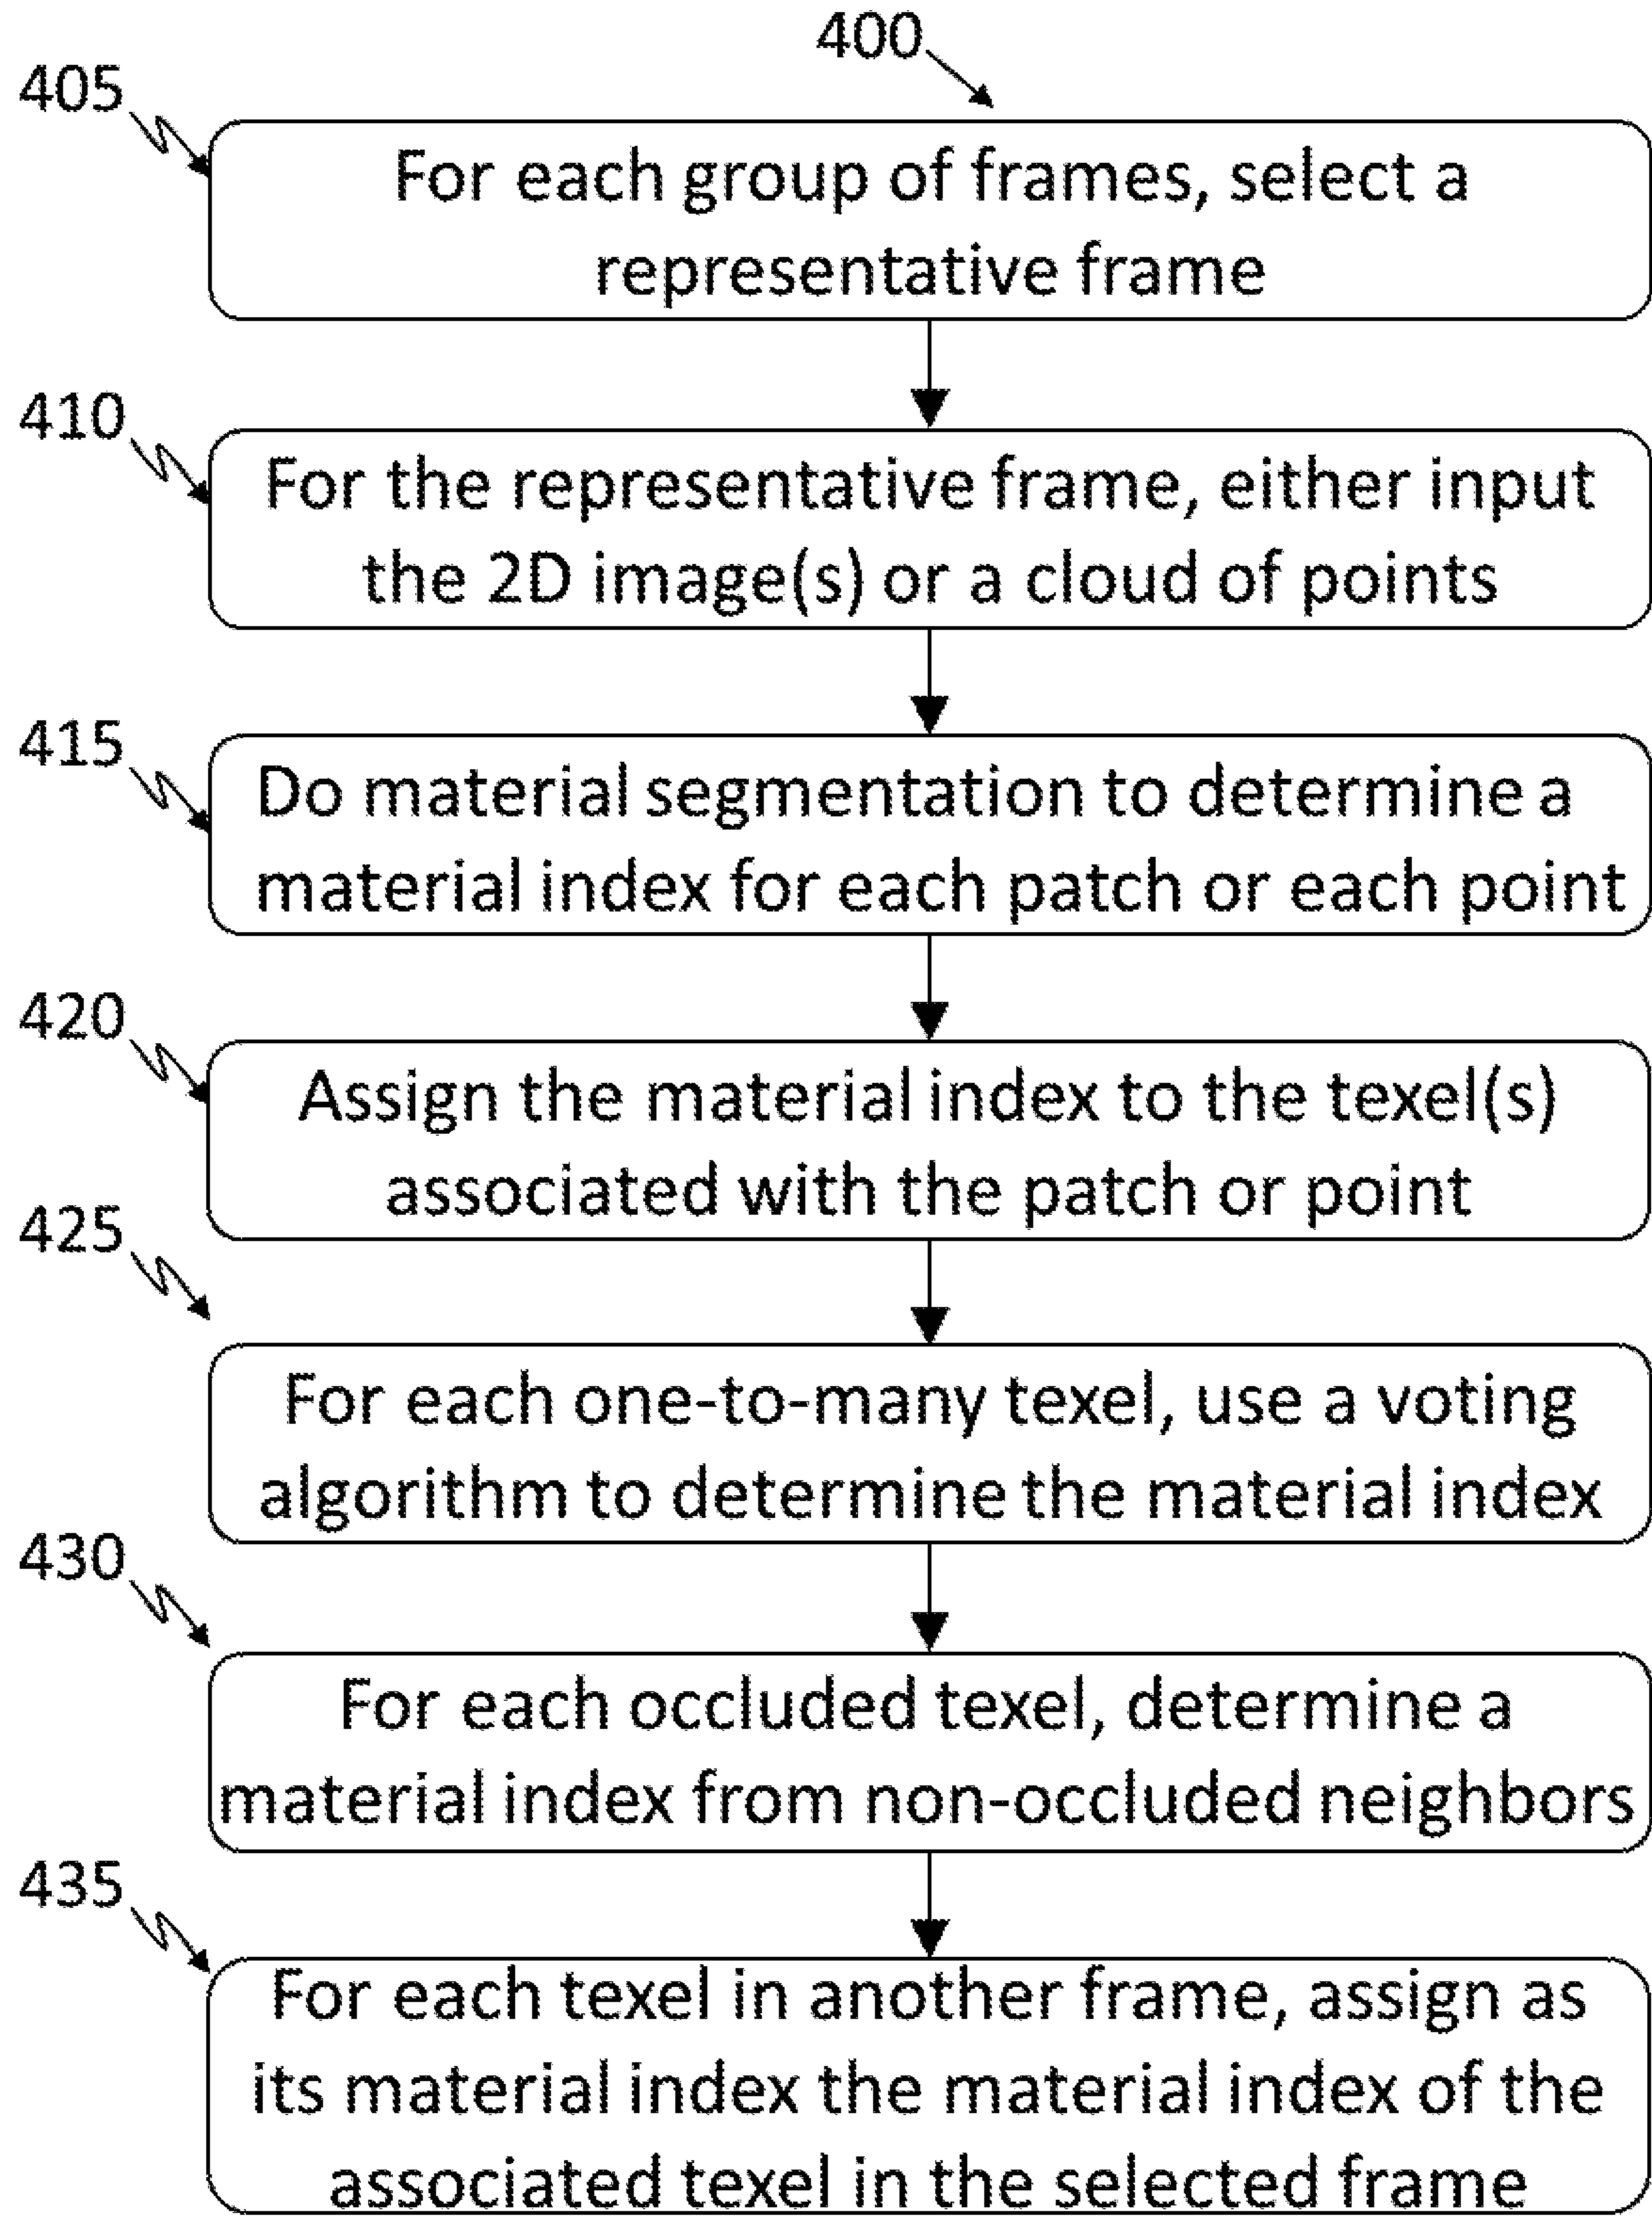 400
405
For each group of frames, select a
representative frame
410
For the representative frame, either input
the 2D image(s) or a cloud of points
415
Do material segmentation to determine a
material index for each patch or each point
420
Assign the material index to the texel(s)
associated with the patch or point
425
For each one-to-many texel, use a voting
algorithm to determine the material index
430
For each occluded texel, determine a
material index from non-occluded neighbors
435
For each texel in another frame, assign as
its material index the material index of the
associated texel in the selected frame